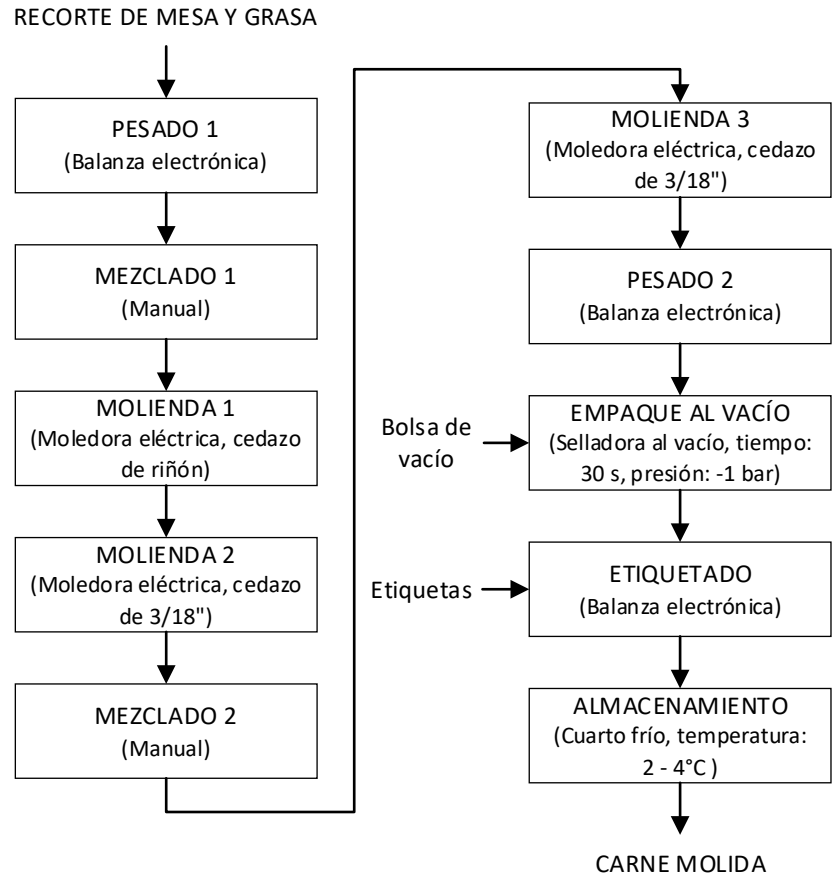 RECORTE DE MESA Y GRASA
PESADO 1
(Balanza electrónica)
MEZCLADO 1
(Manual)
MOLIENDA 1
(Moledora eléctrica, cedazo
de riñón)
MOLIENDA 2
(Moledora eléctrica, cedazo
de 3/18")
MEZCLADO 2
(Manual)
MOLIENDA 3
(Moledora eléctrica, cedazo
de 3/18")
PESADO 2
(Balanza electrónica)
Bolsa de
vacío
EMPAQUE AL VACÍO
(Selladora al vacío, tiempo:
30 s, presión: -1 bar)
Etiquetas
ETIQUETADO
(Balanza electrónica)
ALMACENAMIENTO
(Cuarto frío, temperatura:
2 - 4°C )
CARNE MOLIDA